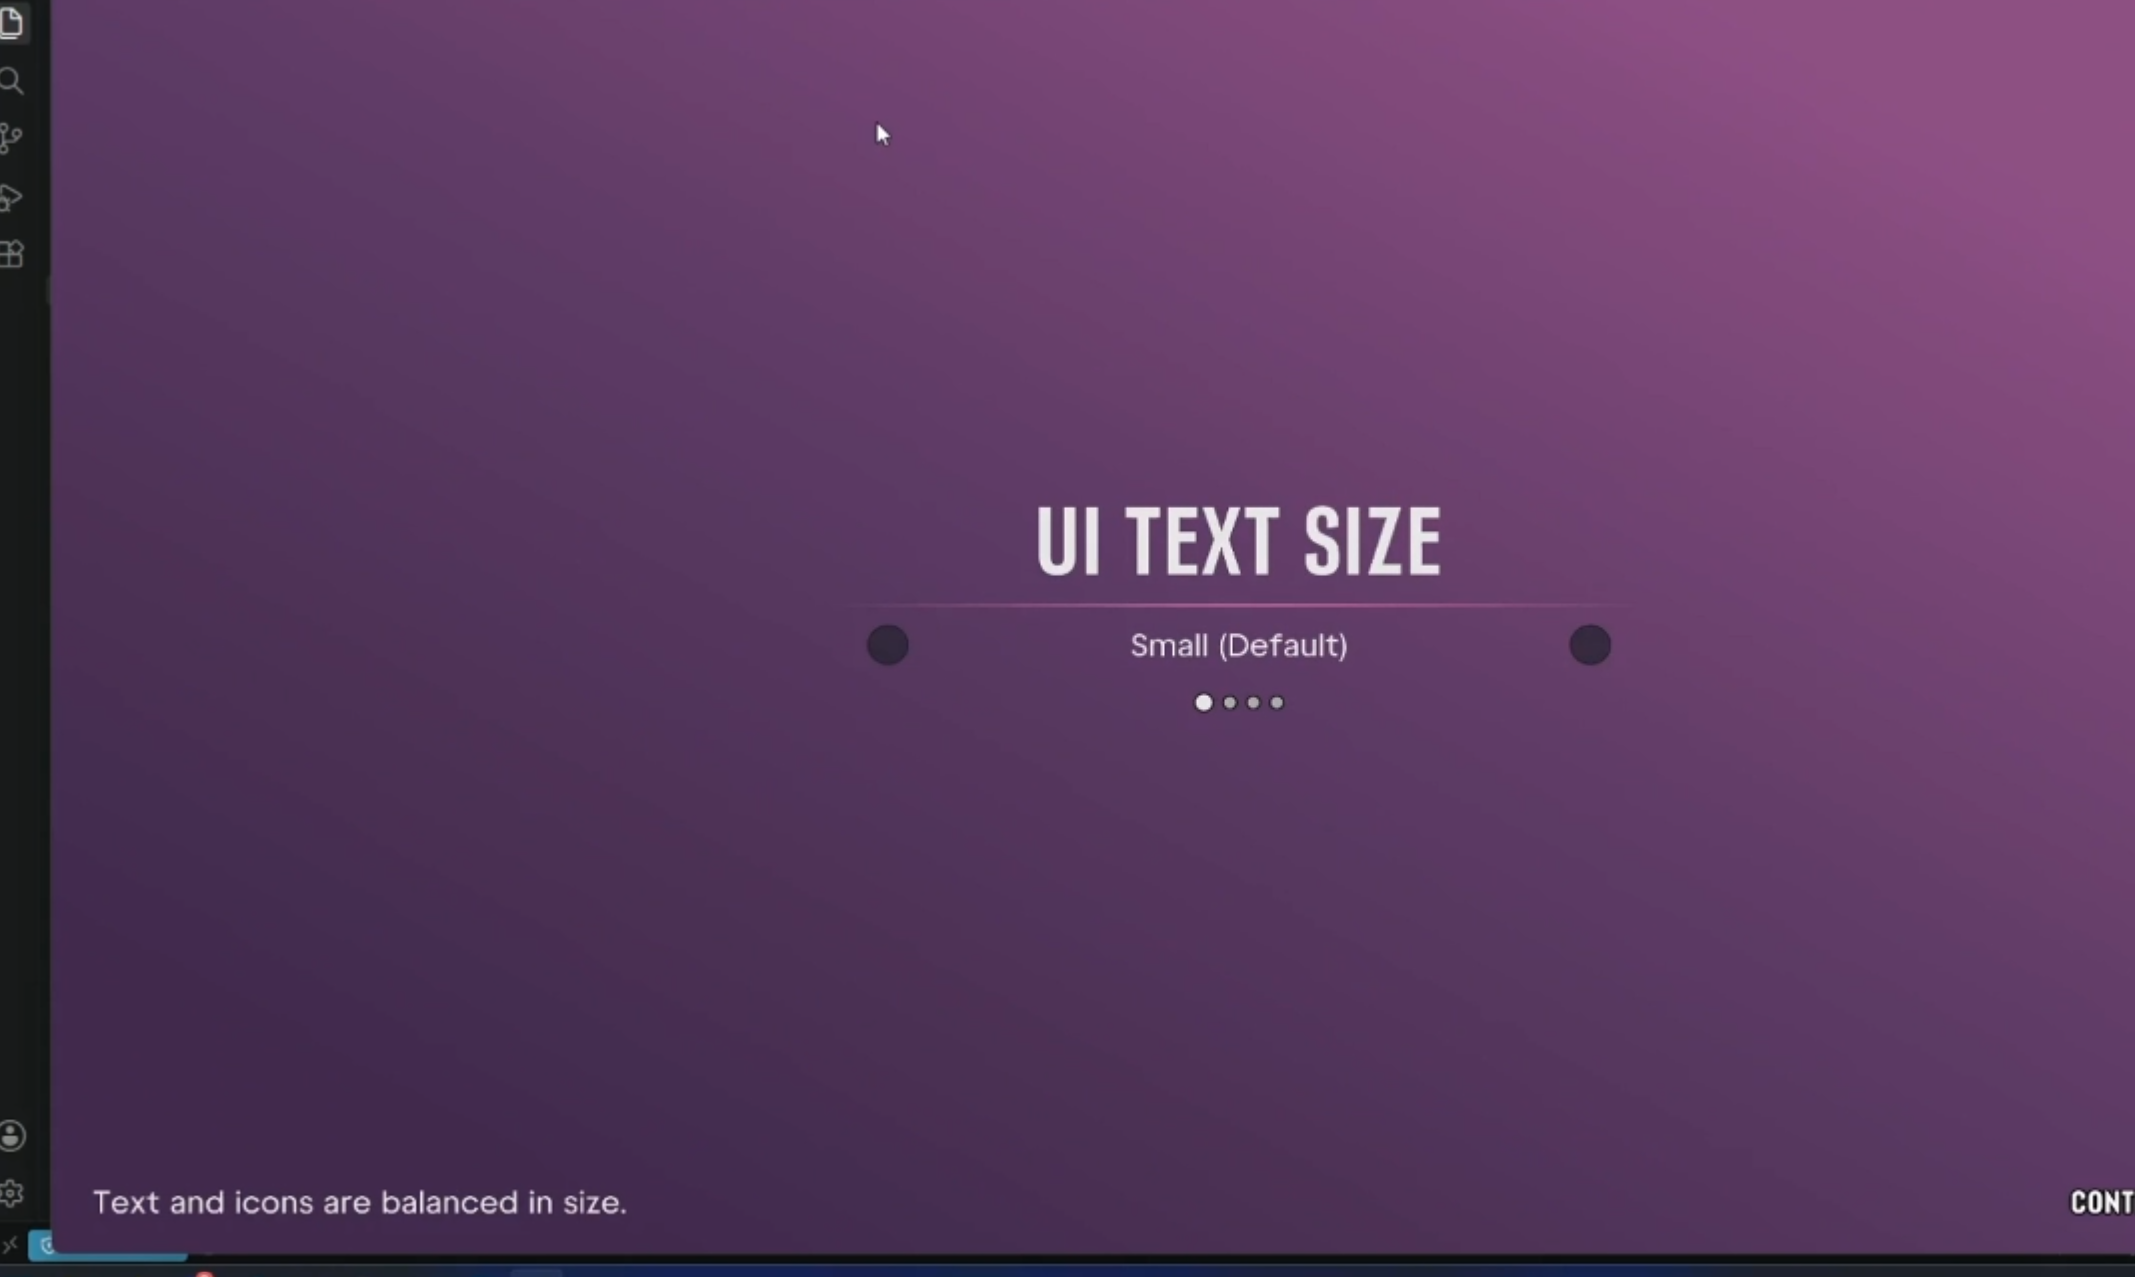 UI TEXT SIZE
Small (Default)
Text and icons are balanced in size.
CONT